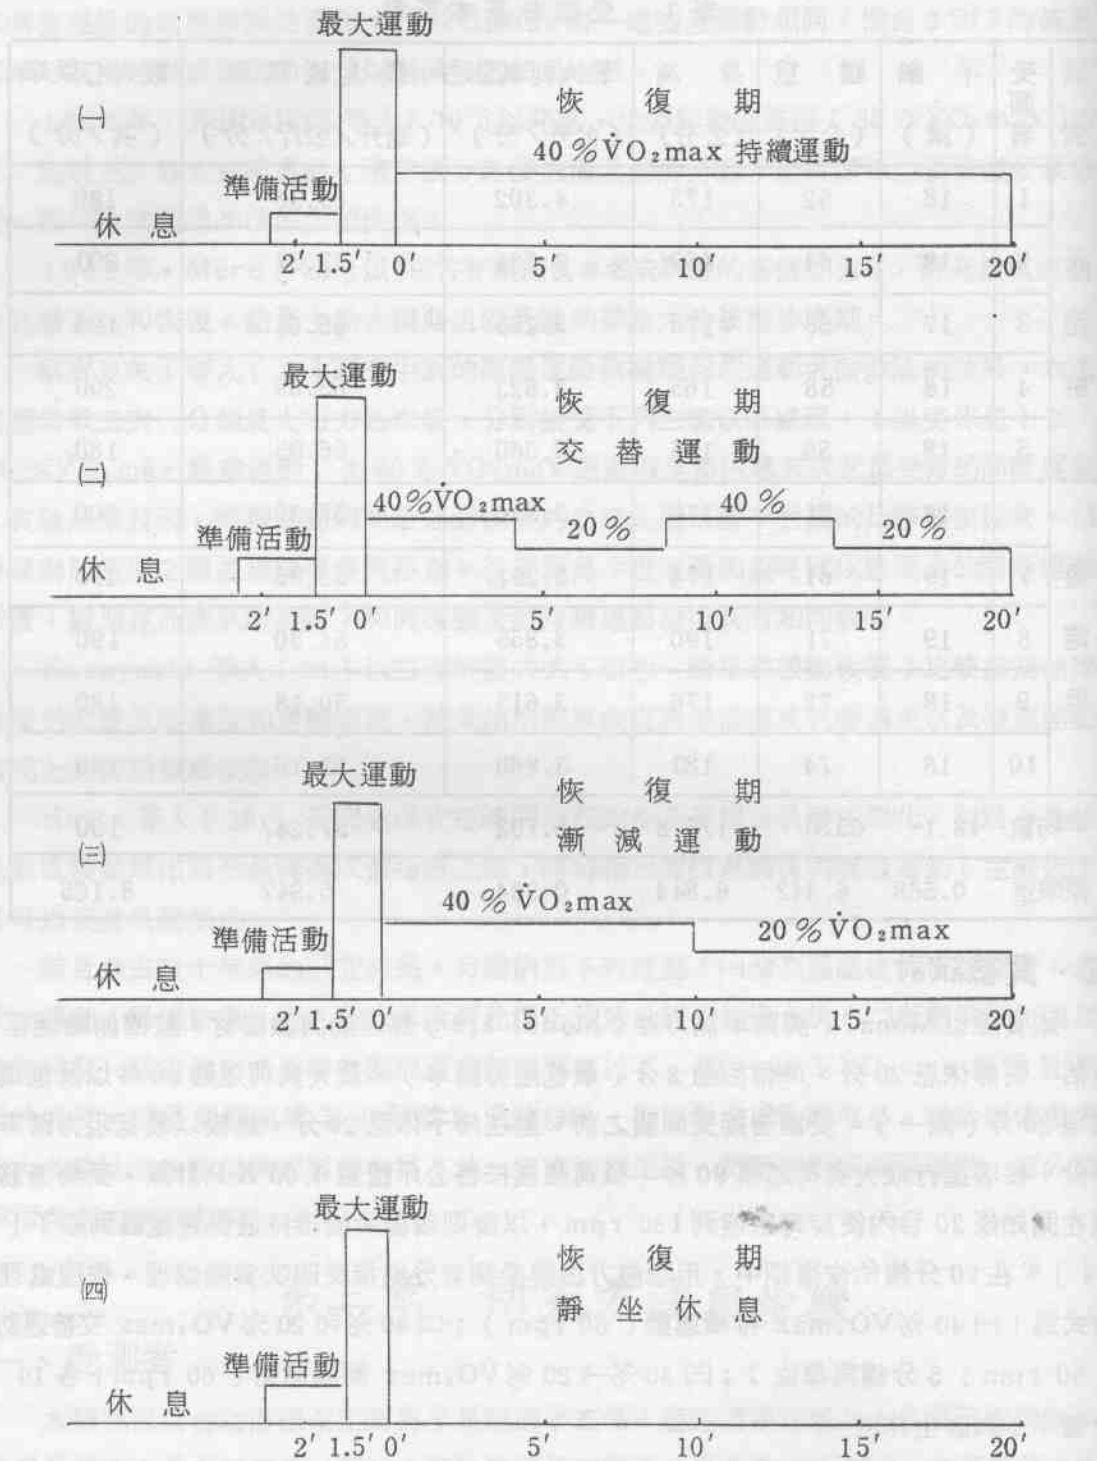 最大運動
㈠
恢復期
40%V̇O₂max 持續運動
準備活動
休息
2' 1.5' 0' 5' 10' 15' 20'
最大運動
恢復期
交替運動
㈡
40%V̇O₂max 20% 40% 20%
準備活動
休息
2' 1.5' 0' 5' 10' 15' 20'
最大運動
恢復期
漸減運動
㈢
40%V̇O₂max
20%V̇O₂max
準備活動
休息
2' 1.5' 0' 5' 10' 15' 20'
最大運動
恢復期
㈣
靜坐休息
準備活動
休息
2' 1.5' 0' 5' 10' 15' 20'